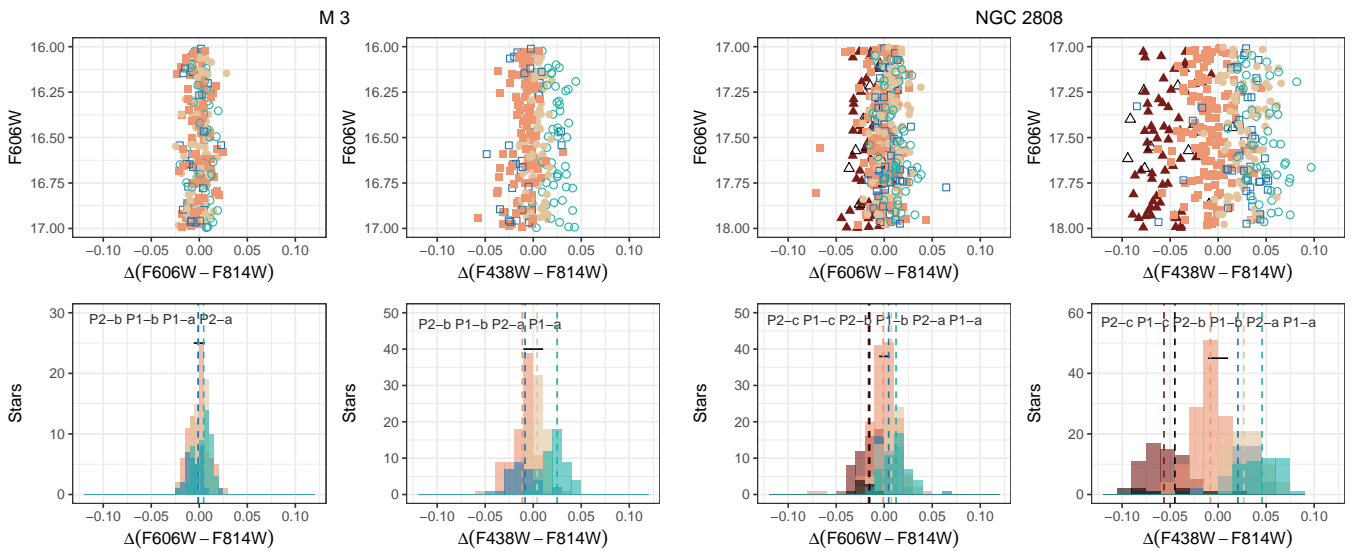 M 3
NGC 2808
F606W
16.00
16.25
16.50
16.75
17.00
−0.10 −0.05 0.00 0.05 0.10
Δ(F606W−F814W)
F606W
16.00
16.25
16.50
16.75
17.00
−0.10 −0.05 0.00 0.05 0.10
Δ(F438W−F814W)
F606W
17.00
17.25
17.50
17.75
18.00
−0.10 −0.05 0.00 0.05 0.10
Δ(F606W−F814W)
F606W
17.00
17.25
17.50
17.75
18.00
−0.10 −0.05 0.00 0.05 0.10
Δ(F438W−F814W)
Stars
30
20
10
0
P2−b P1−b P1−a P2−a
−0.10 −0.05 0.00 0.05 0.10
Δ(F606W−F814W)
Stars
50
40
30
20
10
0
P2−b P1−b P2−a P1−a
−0.10 −0.05 0.00 0.05 0.10
Δ(F438W−F814W)
Stars
50
40
30
20
10
0
P2−c P1−c P2−b P1−b P2−a P1−a
−0.10 −0.05 0.00 0.05 0.10
Δ(F606W−F814W)
Stars
60
40
20
0
P2−c P1−c P2−b P1−b P2−a P1−a
−0.10 −0.05 0.00 0.05 0.10
Δ(F438W−F814W)